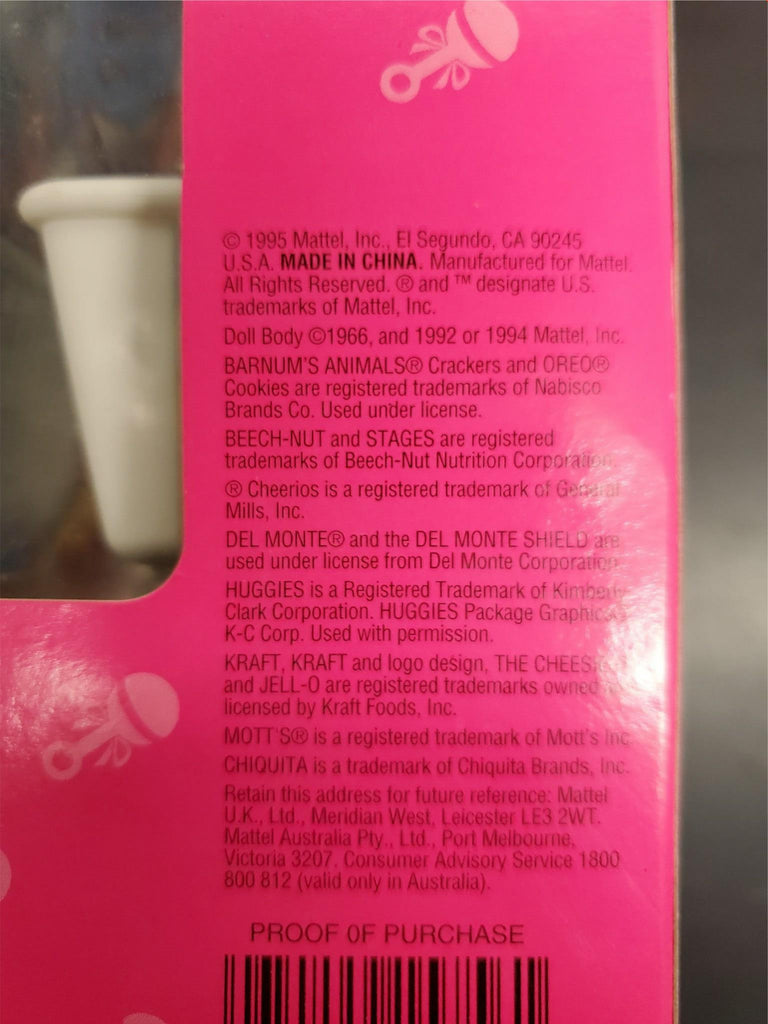 © 1995 Mattel, Inc., El Segundo, CA 90245
U.S.A. MADE IN CHINA. Manufactured for Mattel.
All Rights Reserved. ® and ™ designate U.S.
trademarks of Mattel, Inc.
Doll Body ©1966, and 1992 or 1994 Mattel, Inc.
BARNUM'S ANIMALS® Crackers and OREO®
Cookies are registered trademarks of Nabisco
Brands Co. Used under license.
BEECH-NUT and STAGES are registered
trademarks of Beech-Nut Nutrition Corporation.
® Cheerios is a registered trademark of General
Mills, Inc.
DEL MONTE® and the DEL MONTE SHIELD are
used under license from Del Monte Corporation.
HUGGIES is a Registered Trademark of Kimberly
Clark Corporation. HUGGIES Package Graphics
K-C Corp. Used with permission.
KRAFT, KRAFT and logo design, THE
and JELL-O are registered trademarks owned
licensed by Kraft Foods, Inc.
MOTT'S® is a registered trademark of Mott's Inc.
CHIQUITA is a trademark of Chiquita Brands, Inc.
Retain this address for future reference: Mattel
U.K., Ltd., Meridian West, Leicester LE3 2WT.
Mattel Australia Pty., Ltd., Port Melbourne,
Victoria 3207. Consumer Advisory Service 1800
800 812 (valid only in Australia).
PROOF OF PURCHASE